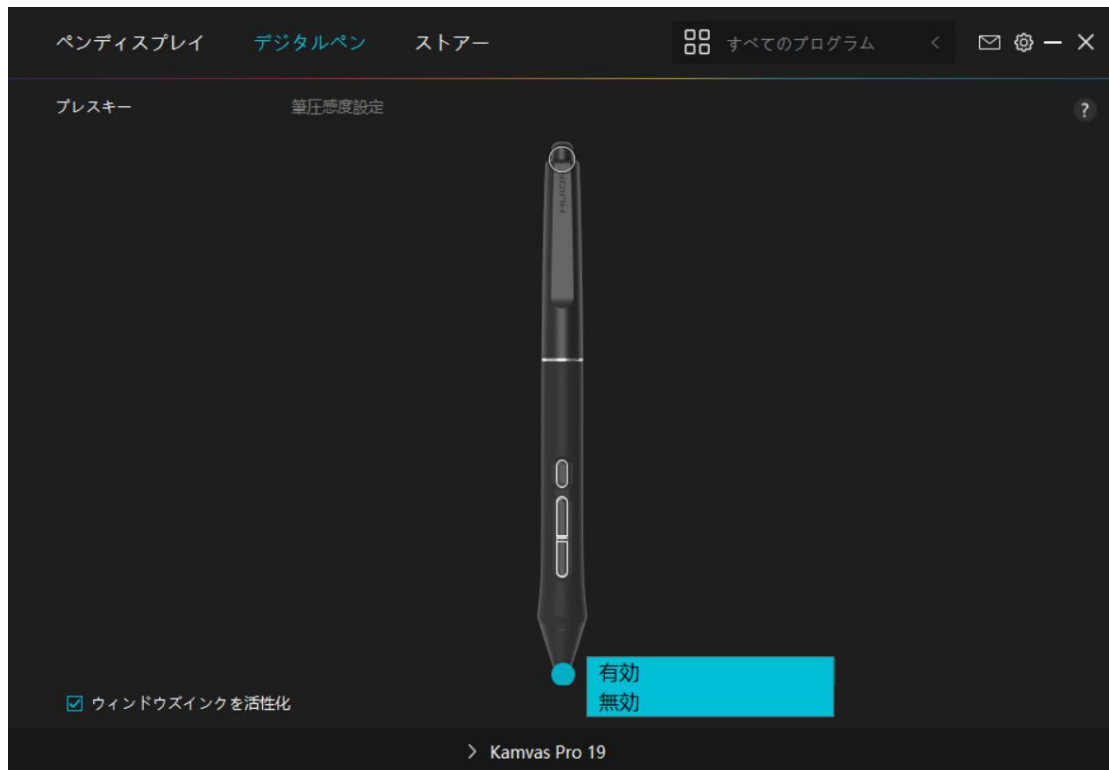 ペンディスプレイ デジタルペン ストアー すべてのプログラム
プレスキー 筆圧感度設定 ?
HUION
有効
無効
ウィンドウズインクを活性化
Kamvas Pro 19